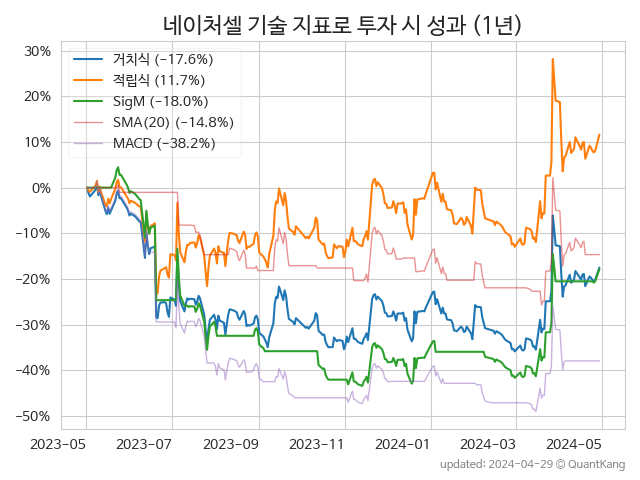 네이처셀 기술 지표로 투자 시 성과 (1년)
거치식 (−17.6%)
적립식 (11.7%)
SigM (−18.0%)
SMA(20) (−14.8%)
MACD (−38.2%)
30%
20%
10%
0%
−10%
−20%
−30%
−40%
−50%
2023-05 2023-07 2023-09 2023-11 2024-01 2024-03 2024-05
updated: 2024-04-29 © QuantKang